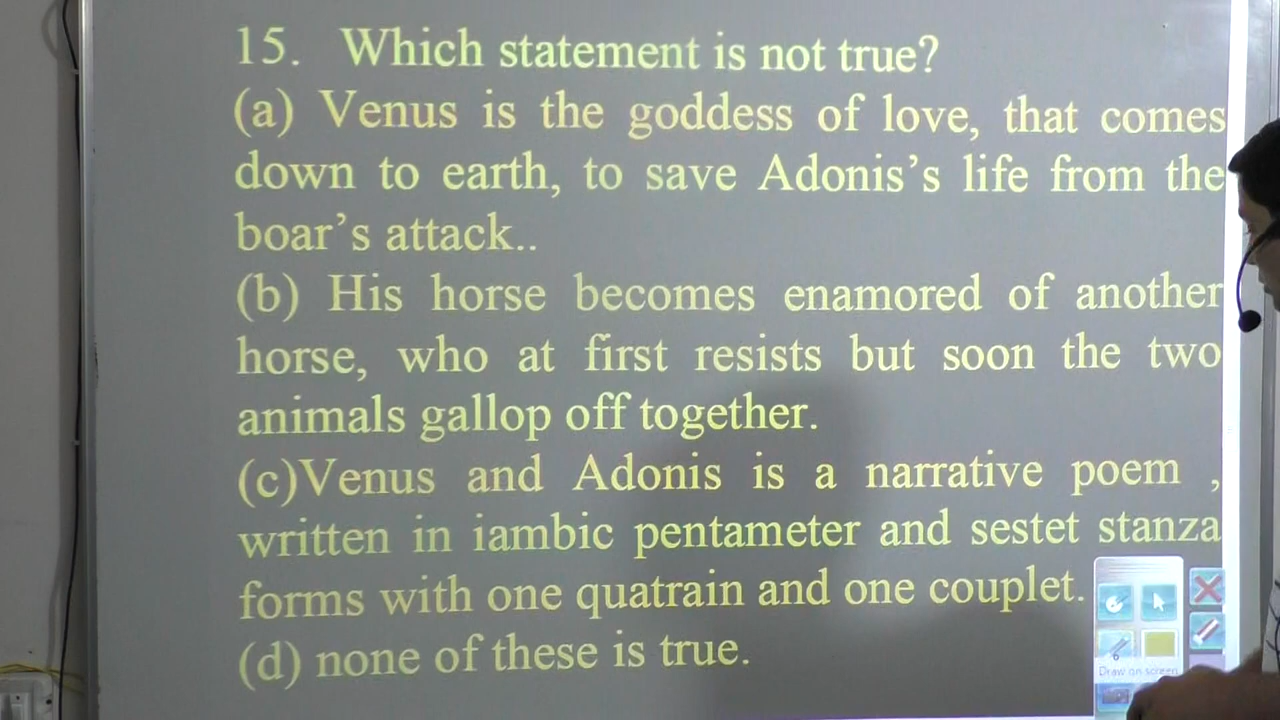 15. Which statement is not true?
(a) Venus is the goddess of love, that comes
down to earth, to save Adonis's life from the
boar's attack..
(b) His horse becomes enamored of another
horse, who at first resists but soon the two
animals gallop off together.
(c)Venus and Adonis is a narrative poem ,
written in iambic pentameter and sestet stanza
forms with one quatrain and one couplet.
(d) none of these is true.
Draw on screen